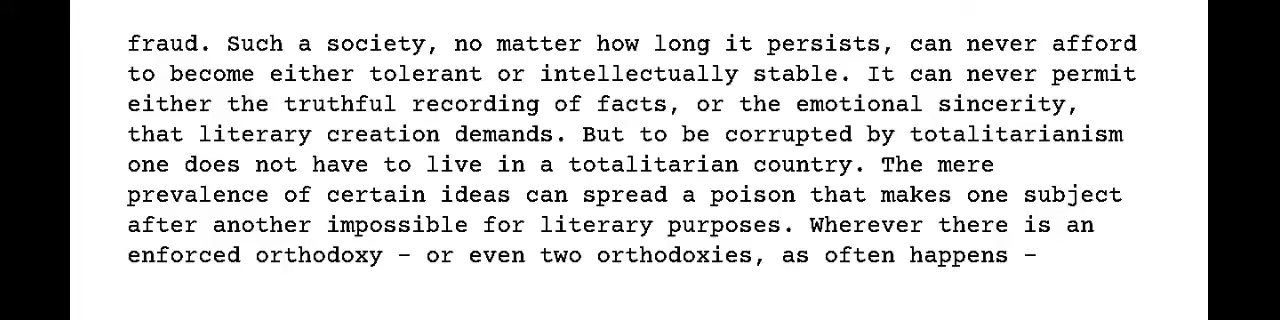 fraud. Such a society, no matter how long it persists, can never afford
to become either tolerant or intellectually stable. It can never permit
either the truthful recording of facts, or the emotional sincerity,
that literary creation demands. But to be corrupted by totalitarianism
one does not have to live in a totalitarian country. The mere
prevalence of certain ideas can spread a poison that makes one subject
after another impossible for literary purposes. Wherever there is an
enforced orthodoxy – or even two orthodoxies, as often happens –